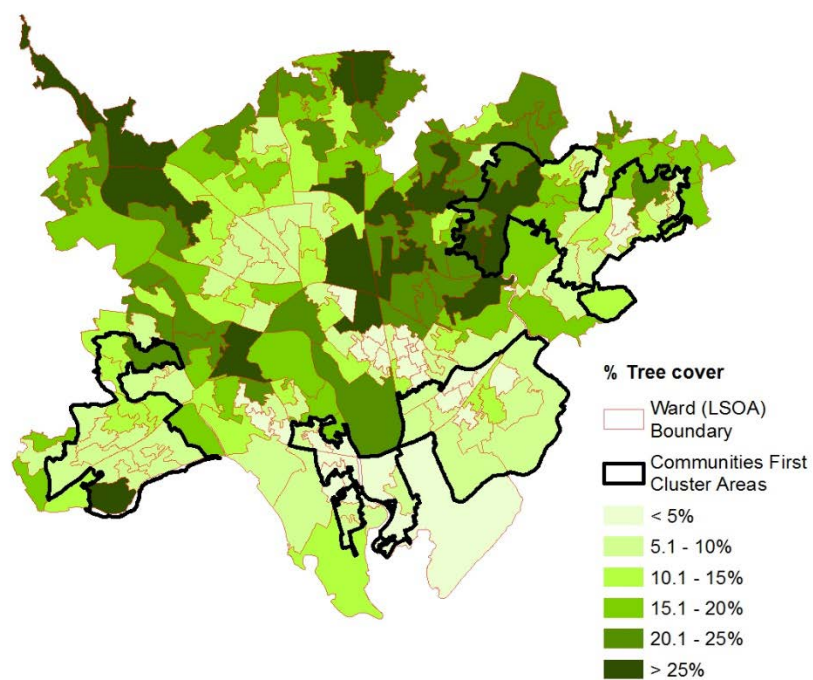 % Tree cover
Ward (LSOA)
Boundary
Communities First
Cluster Areas
< 5%
5.1 - 10%
10.1 - 15%
15.1 - 20%
20.1 - 25%
> 25%